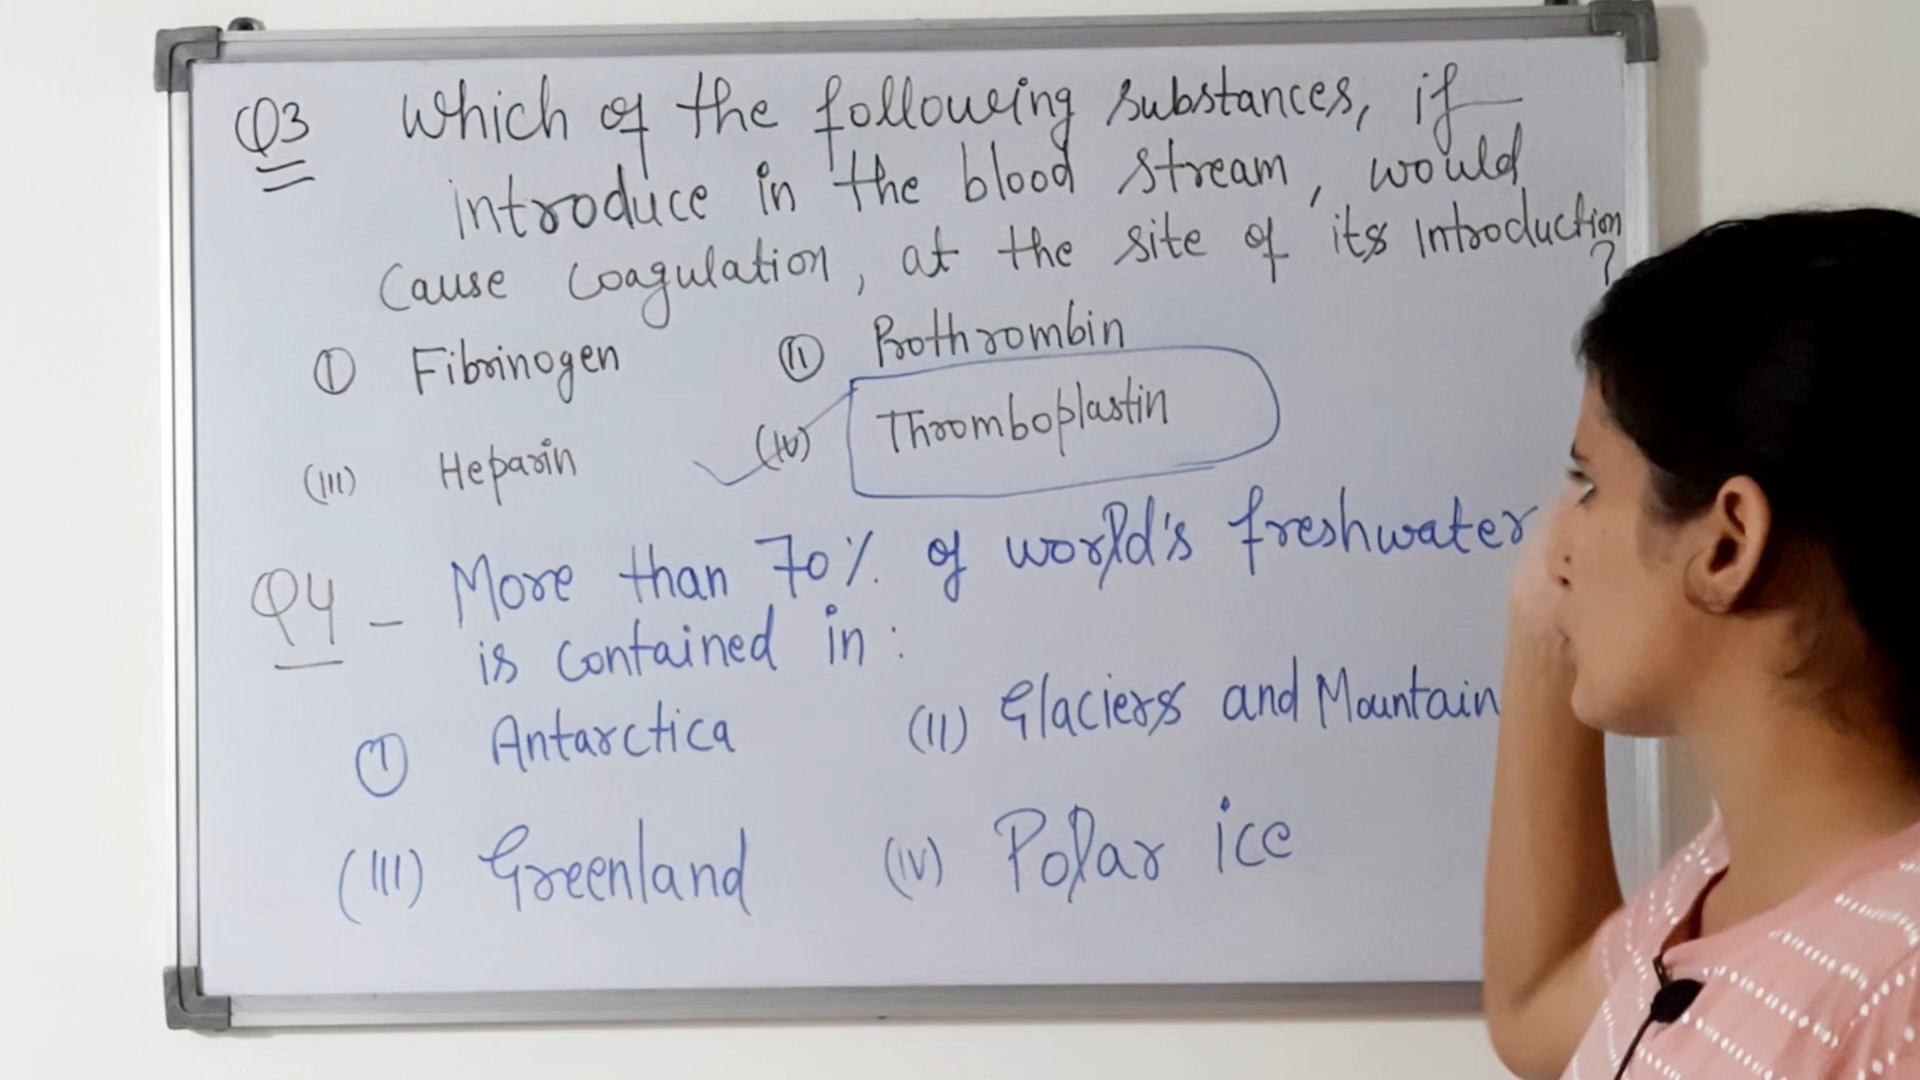 Q3 Which of the following substances, if
introduce in the blood stream, would
cause coagulation, at the site of its Introduction
?
(I) Fibrinogen (II) Prothrombin
(III) Heparin (IV) Thromboplastin
Q4 - More than 70% of world's freshwater
is contained in :
(I) Antarctica (II) Glaciers and Mountain
(III) Greenland (IV) Polar ice